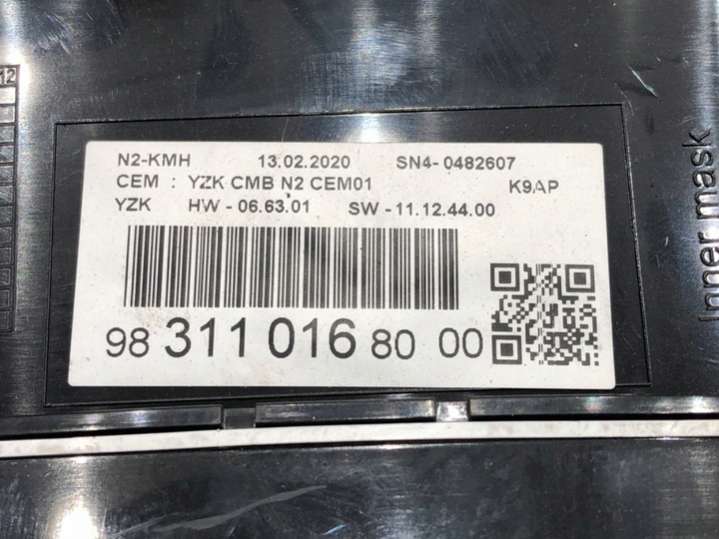 12
N2-KMH 13.02.2020 SN4- 0482607
CEM : YZK CMB N2 CEM01 K9AP
YZK HW - 06.63.01 SW - 11.12.44.00
98 311 016 80 00
Inner mask